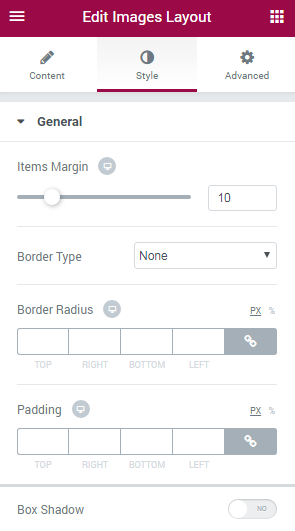 Edit Images Layout
Content Style Advanced
General
Items Margin
10
Border Type None
Border Radius PX %
TOP RIGHT BOTTOM LEFT
Padding PX %
TOP RIGHT BOTTOM LEFT
Box Shadow NO